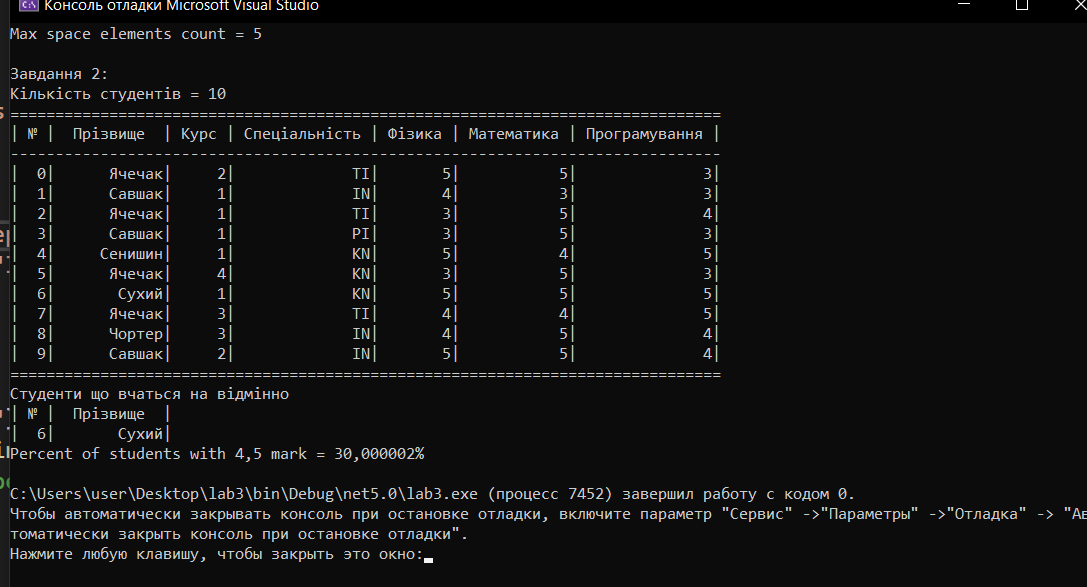 Консоль отладки Microsoft Visual Studio
Max space elements count = 5
Завдання 2:
Кількість студентів = 10
===============================================================================
| № |  Прізвище  | Курс | Спеціальність | Фізика | Математика | Програмування |
-------------------------------------------------------------------------------
|  0|      Ячечак|     2|             TI|       5|           5|              3|
|  1|      Савшак|     1|             IN|       4|           3|              3|
|  2|      Ячечак|     1|             TI|       3|           5|              4|
|  3|      Савшак|     1|             PI|       3|           5|              3|
|  4|     Сенишин|     1|             KN|       5|           4|              5|
|  5|      Ячечак|     4|             KN|       3|           5|              3|
|  6|       Сухий|     1|             KN|       5|           5|              5|
|  7|      Ячечак|     3|             TI|       4|           4|              5|
|  8|      Чортер|     3|             IN|       4|           5|              4|
|  9|      Савшак|     2|             IN|       5|           5|              4|
===============================================================================
Студенти що вчаться на відмінно
| № |  Прізвище  |
|  6|       Сухий|
Percent of students with 4,5 mark = 30,000002%
C:\Users\user\Desktop\lab3\bin\Debug\net5.0\lab3.exe (процесс 7452) завершил работу с кодом 0.
Чтобы автоматически закрывать консоль при остановке отладки, включите параметр "Сервис" ->"Параметры" ->"Отладка" -> "Ав
томатически закрыть консоль при остановке отладки".
Нажмите любую клавишу, чтобы закрыть это окно: